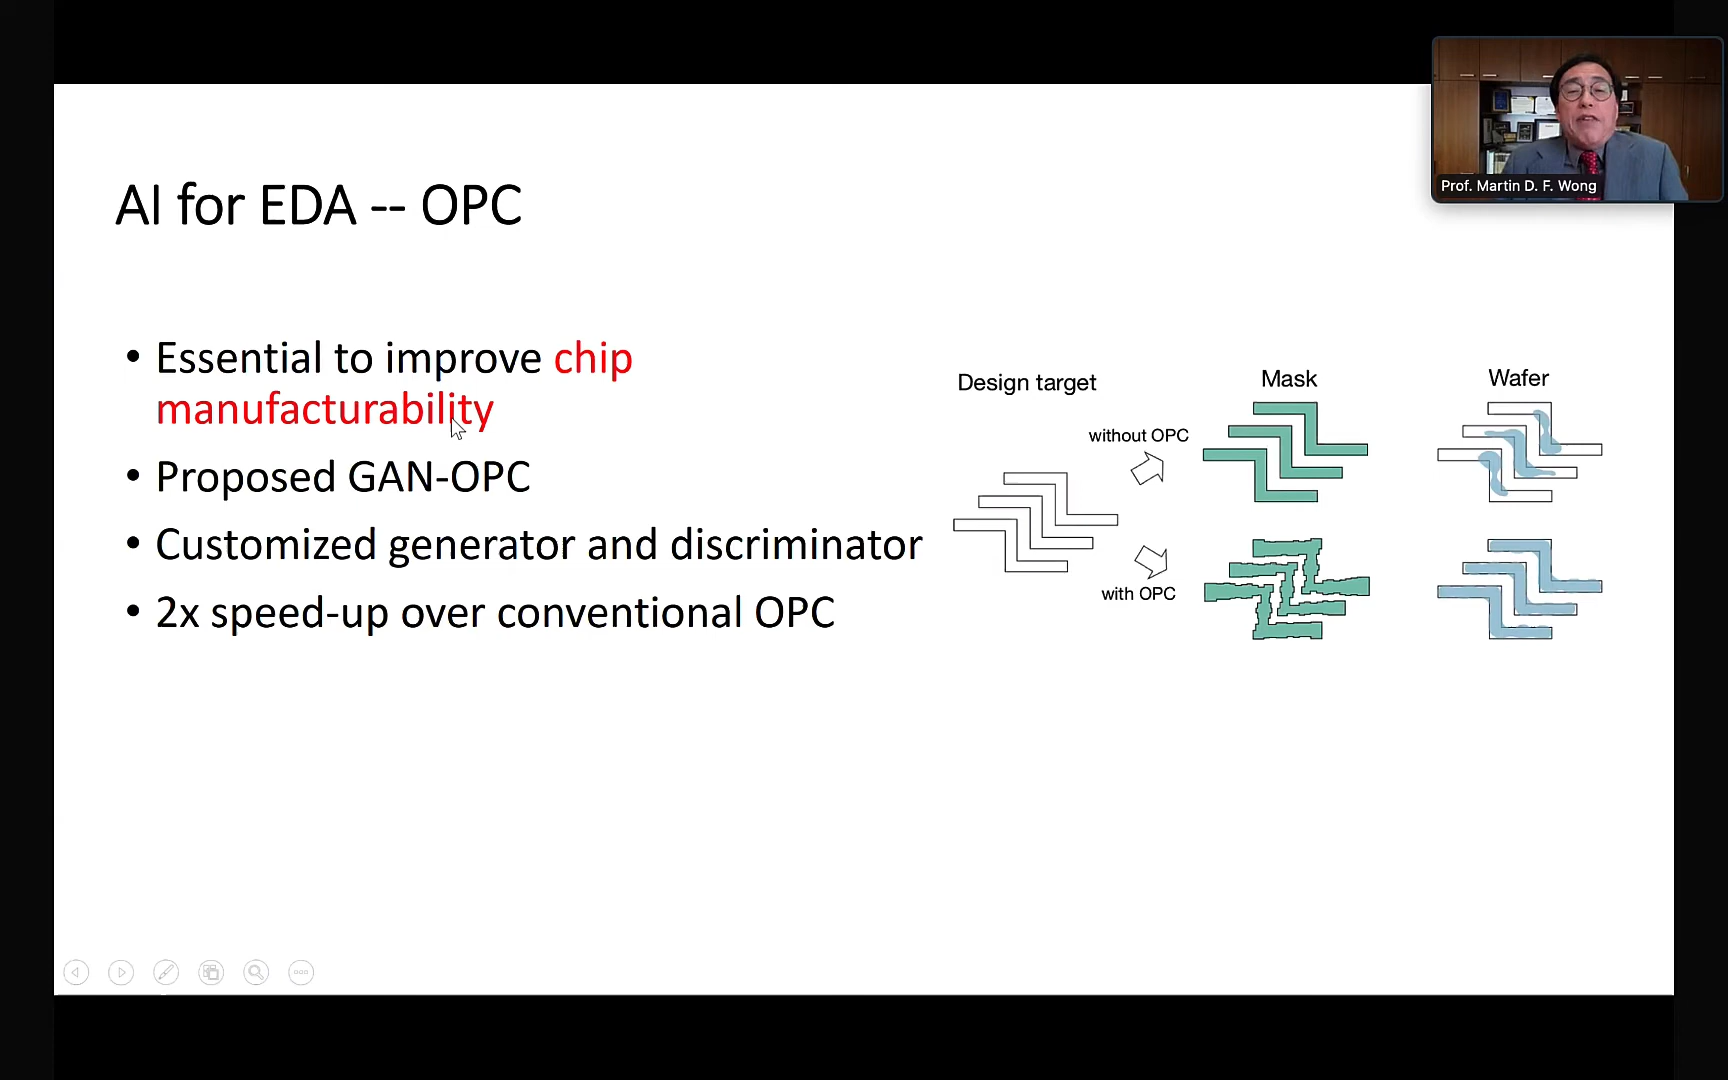 Prof. Martin D. F. Wong
AI for EDA -- OPC
• Essential to improve chip
manufacturability
• Proposed GAN-OPC
• Customized generator and discriminator
• 2x speed-up over conventional OPC
Design target
Mask
Wafer
without OPC
with OPC